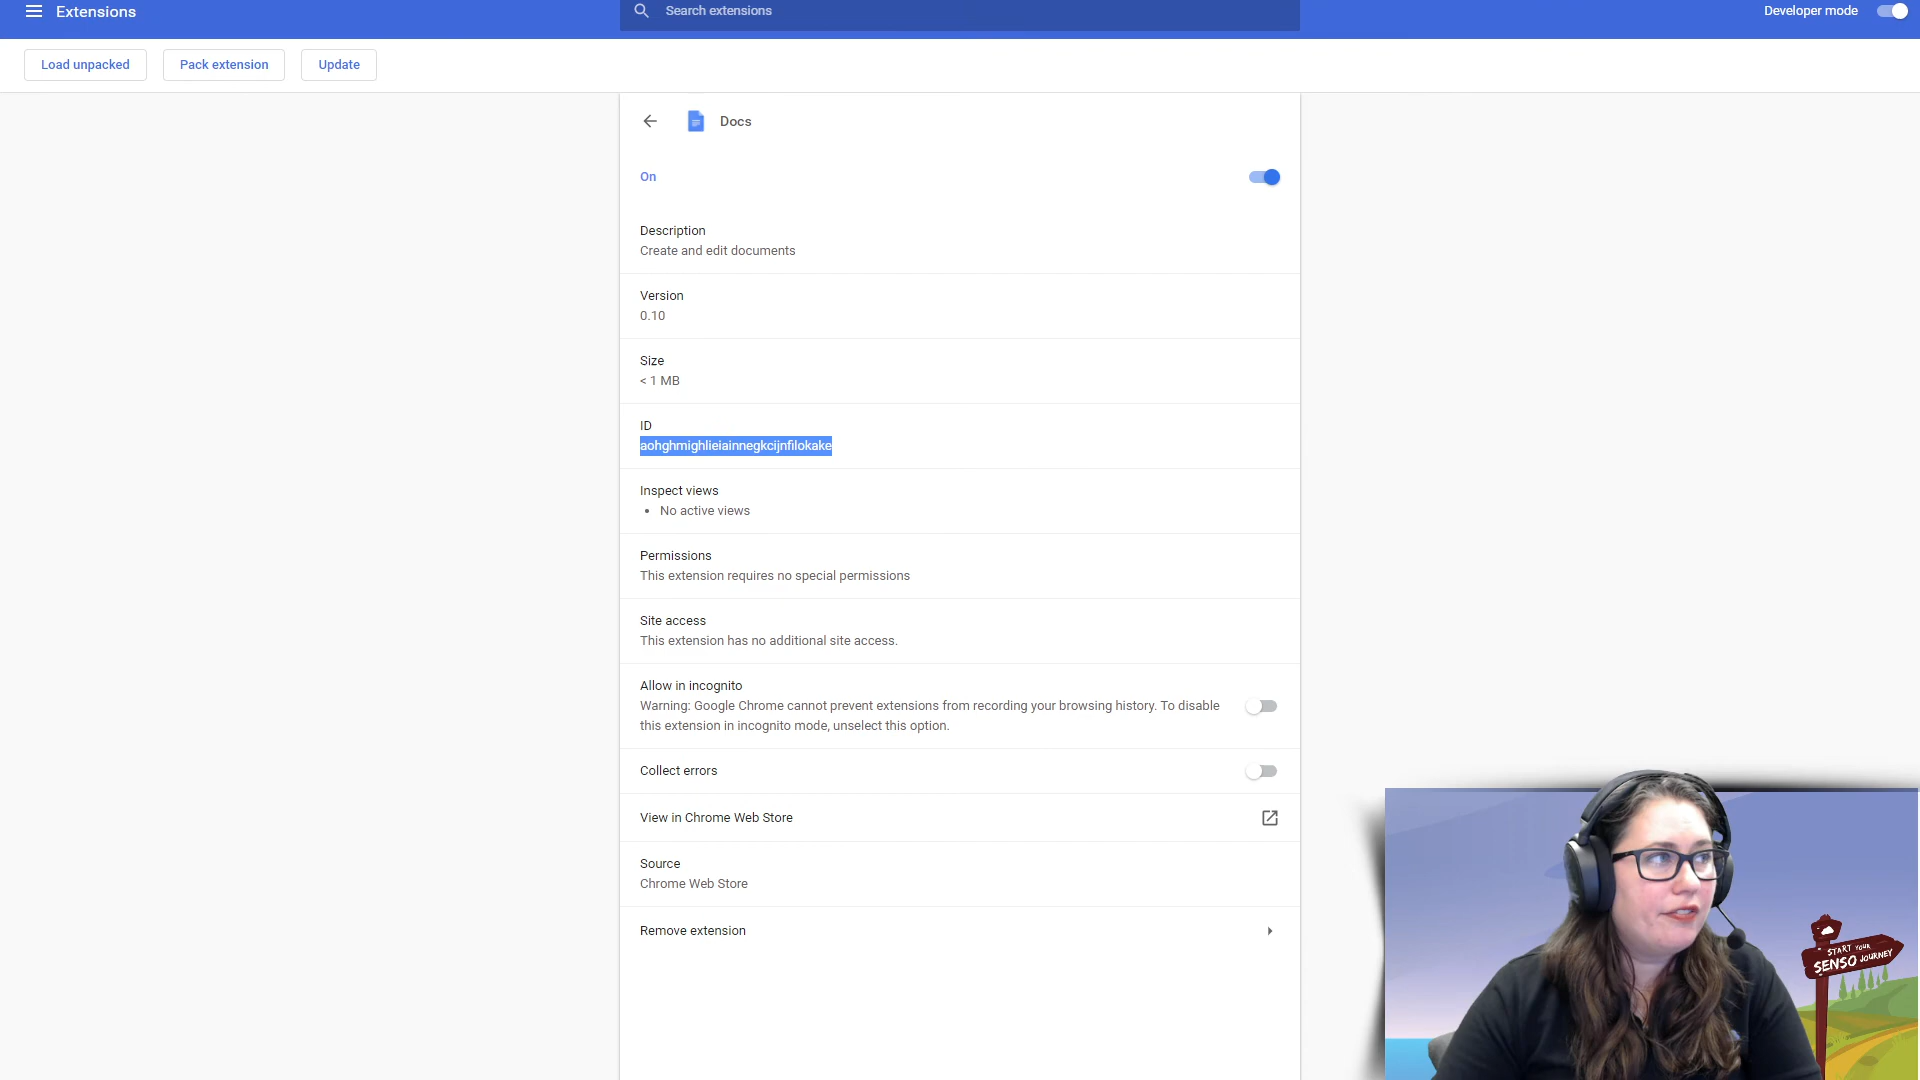 Extensions
Search extensions
Developer mode
Load unpacked
Pack extension
Update
Docs
On
Description
Create and edit documents
Version
0.10
Size
< 1 MB
ID
aohghmighlieiainnegkcijnfilokake
Inspect views
• No active views
Permissions
This extension requires no special permissions
Site access
This extension has no additional site access.
Allow in incognito
Warning: Google Chrome cannot prevent extensions from recording your browsing history. To disable
this extension in incognito mode, unselect this option.
Collect errors
View in Chrome Web Store
Source
Chrome Web Store
Remove extension
START YOUR
SENSO JOURNEY